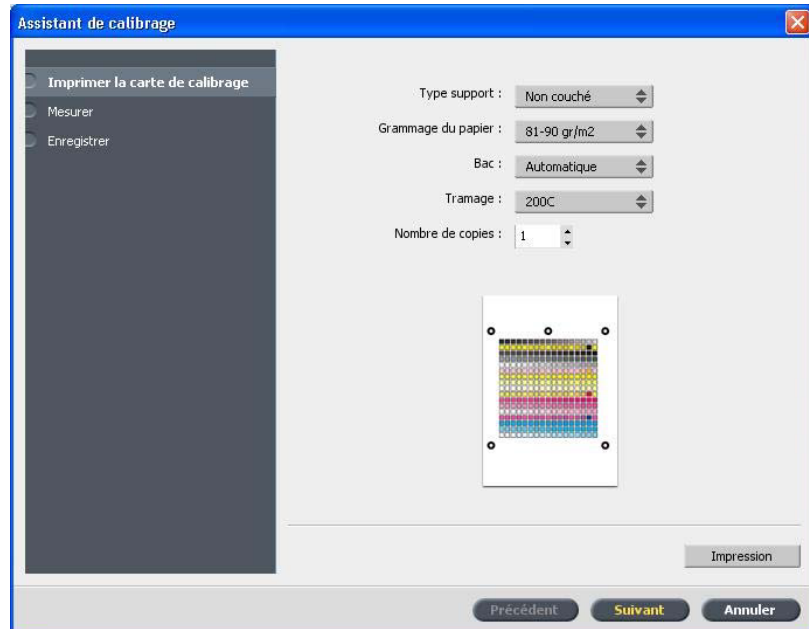 Assistant de calibrage
Imprimer la carte de calibrage
Mesurer
Enregistrer
Type support :
Non couché
Grammage du papier :
81-90 gr/m2
Bac :
Automatique
Tramage :
200C
Nombre de copies :
1
Impression
Précédent
Suivant
Annuler